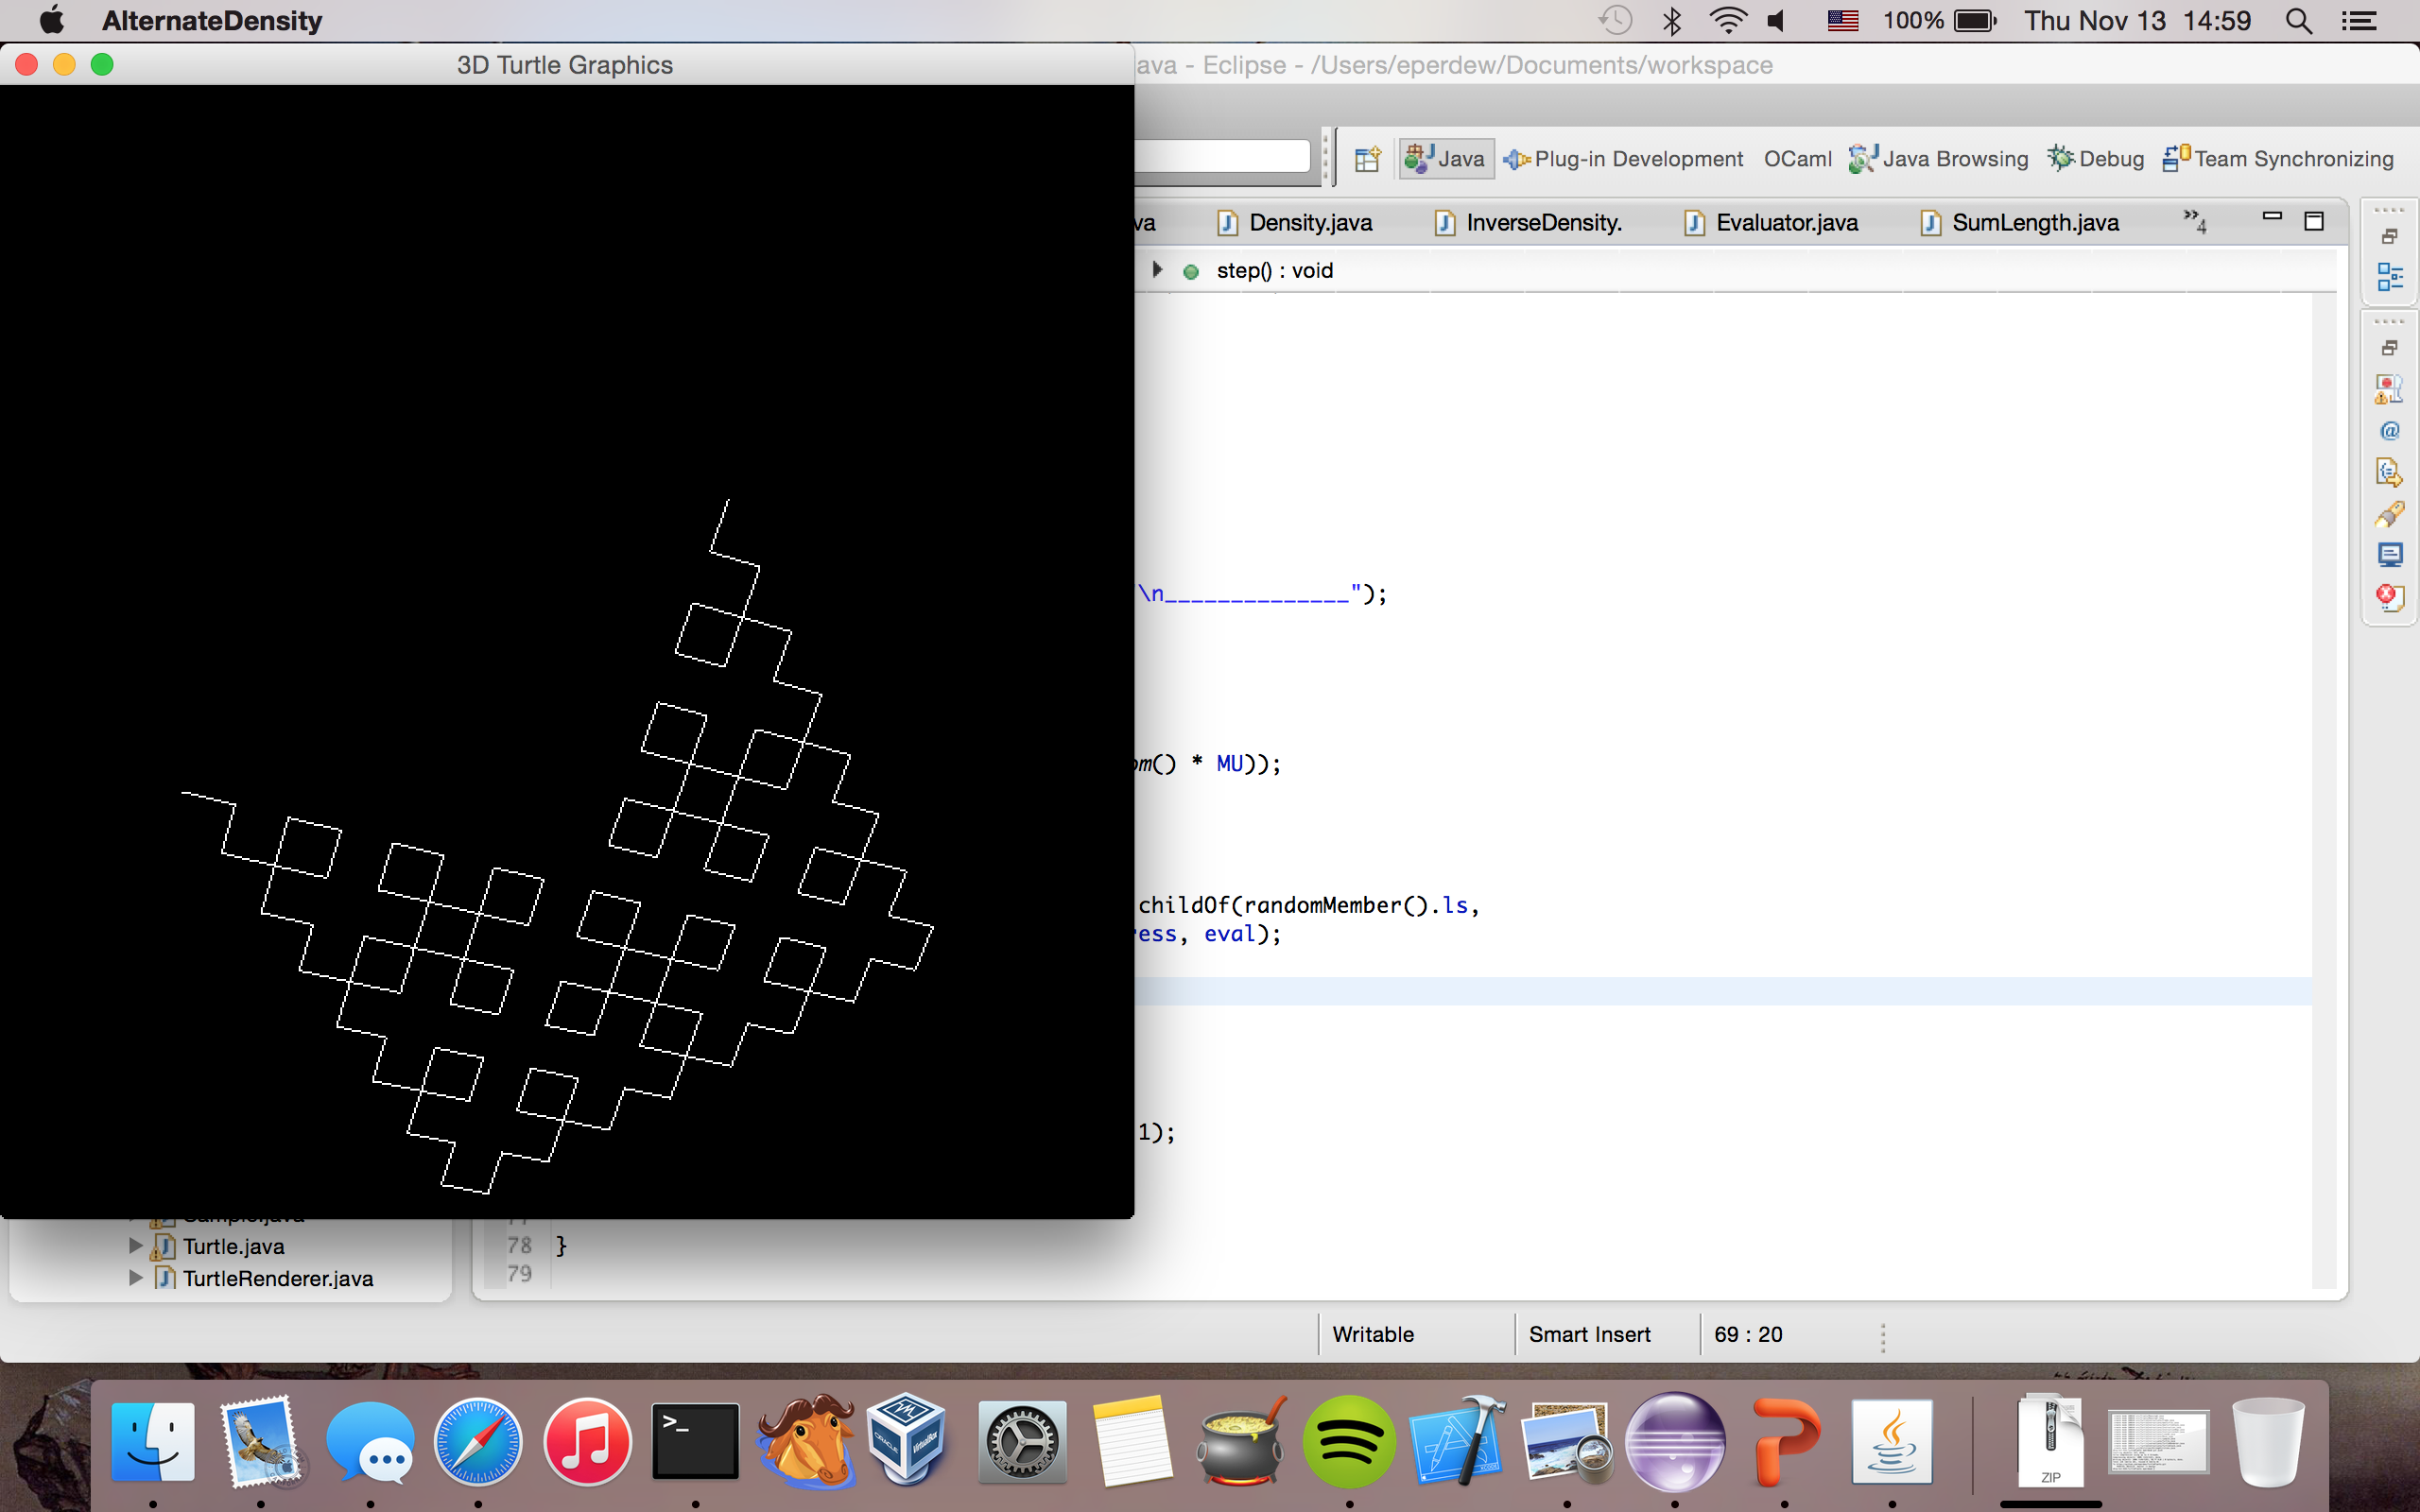 AlternateDensity
100%
Thu Nov 13 14:59
3D Turtle Graphics
ava - Eclipse - /Users/eperdew/Documents/workspace
Java
Plug-in Development
OCaml
Java Browsing
Debug
Team Synchronizing
va
Density.java
InverseDensity.
Evaluator.java
SumLength.java
»4
step() : void
\n______________");
om() * MU));
childOf(randomMember().ls,
ress, eval);
1);
Sample.java
77
Turtle.java
78 }
TurtleRenderer.java
79
Writable
Smart Insert
69 : 20
>_
ZIP